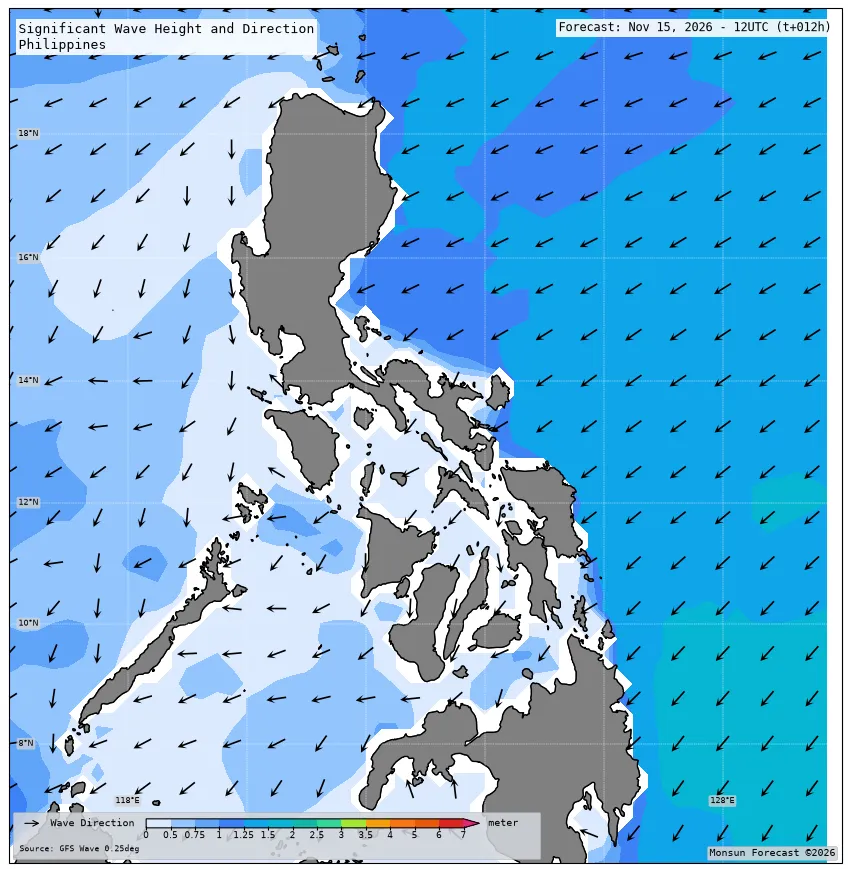 Significant Wave Height and Direction
Philippines
Forecast: Nov 15, 2026 - 12UTC (t+012h)
18°N
16°N
14°N
12°N
10°N
8°N
118°E
128°E
Wave Direction
meter
0 0.5 0.75 1 1.25 1.5 2 2.5 3 3.5 4 5 6 7
Source: GFS Wave 0.25deg
Monsun Forecast ©2026